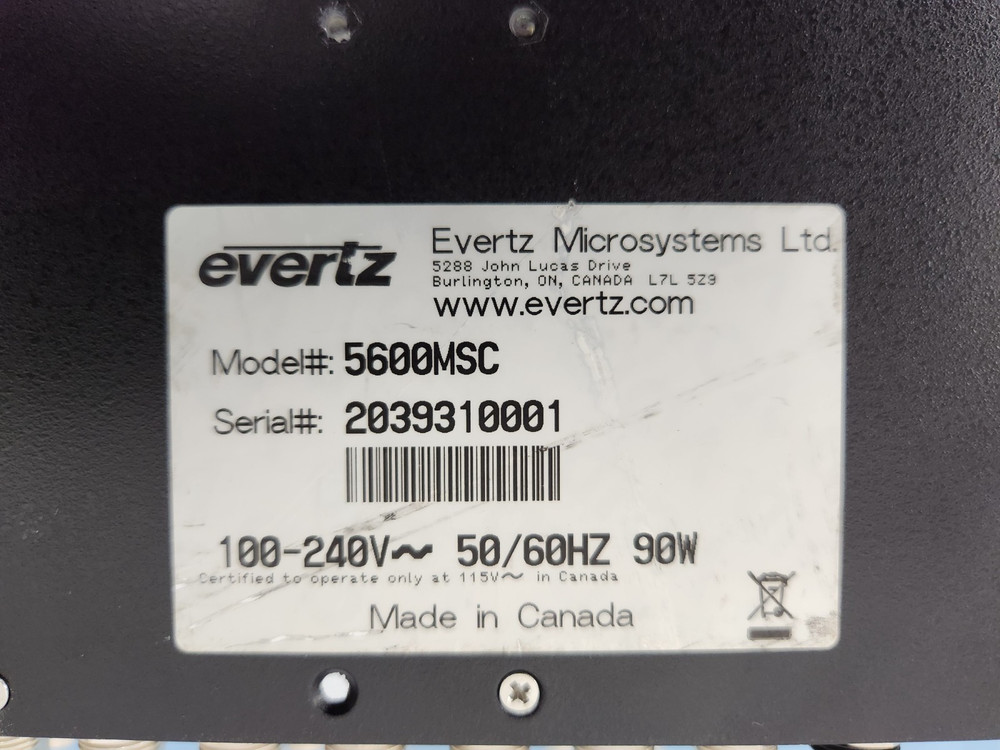 evertz
Evertz Microsystems Ltd.
5288 John Lucas Drive
Burlington, ON, CANADA L7L 5Z9
www.evertz.com
Model#: 5600MSC
Serial#: 2039310001
100-240V~ 50/60HZ 90W
Certified to operate only at 115V~ in Canada
Made in Canada